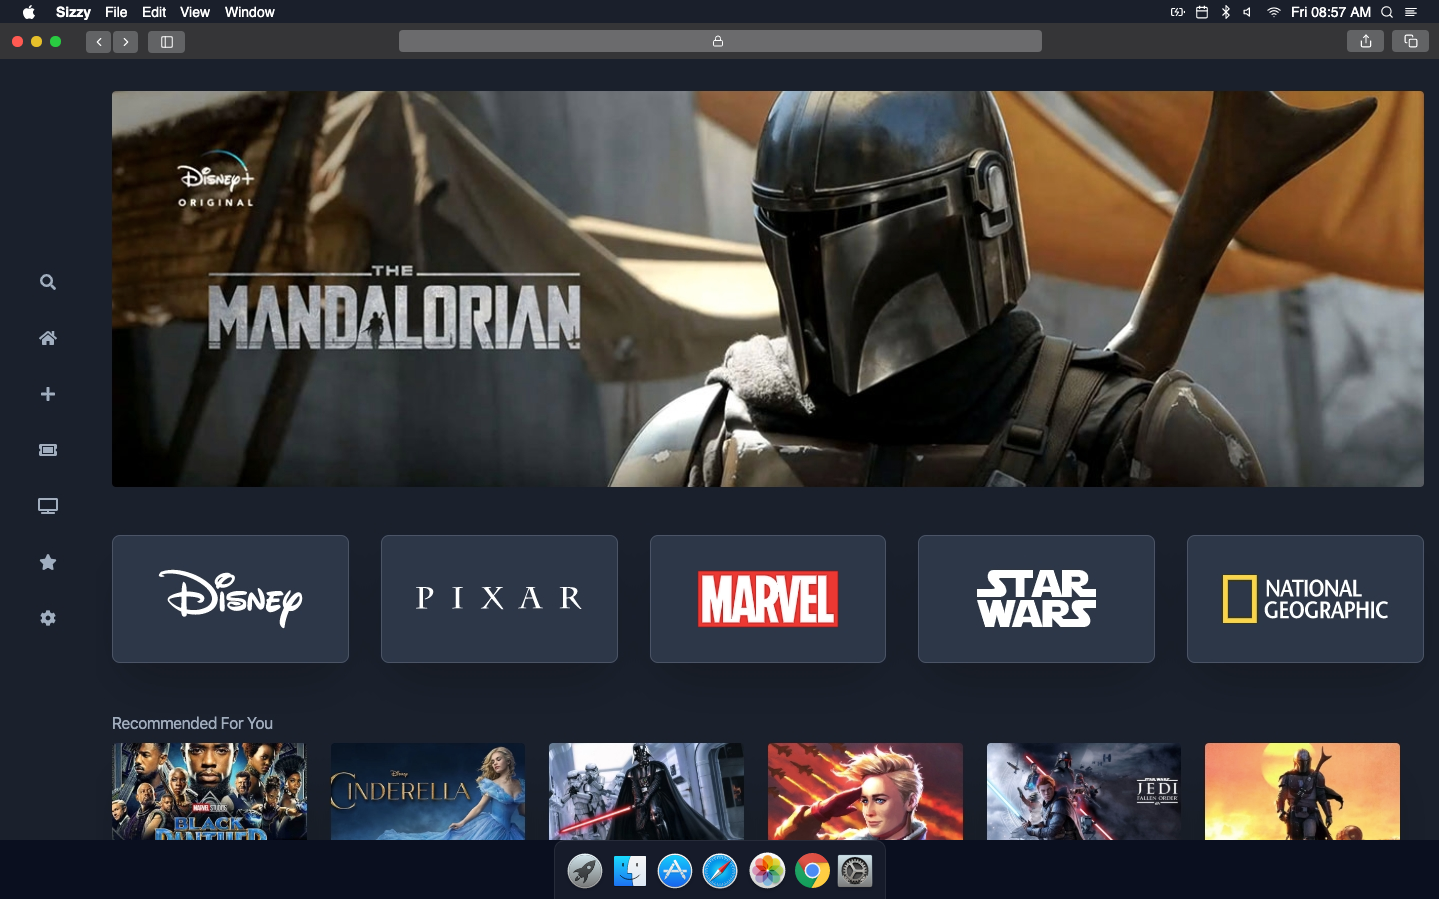 Sizzy File Edit View Window
Fri 08:57 AM
Disney+
ORIGINAL
THE
MANDALORIAN
Disney
PIXAR
MARVEL
STAR
WARS
NATIONAL
GEOGRAPHIC
Recommended For You
MARVEL STUDIOS
BLACK
PANTHER
Disney
CINDERELLA
STAR WARS
JEDI
FALLEN ORDER